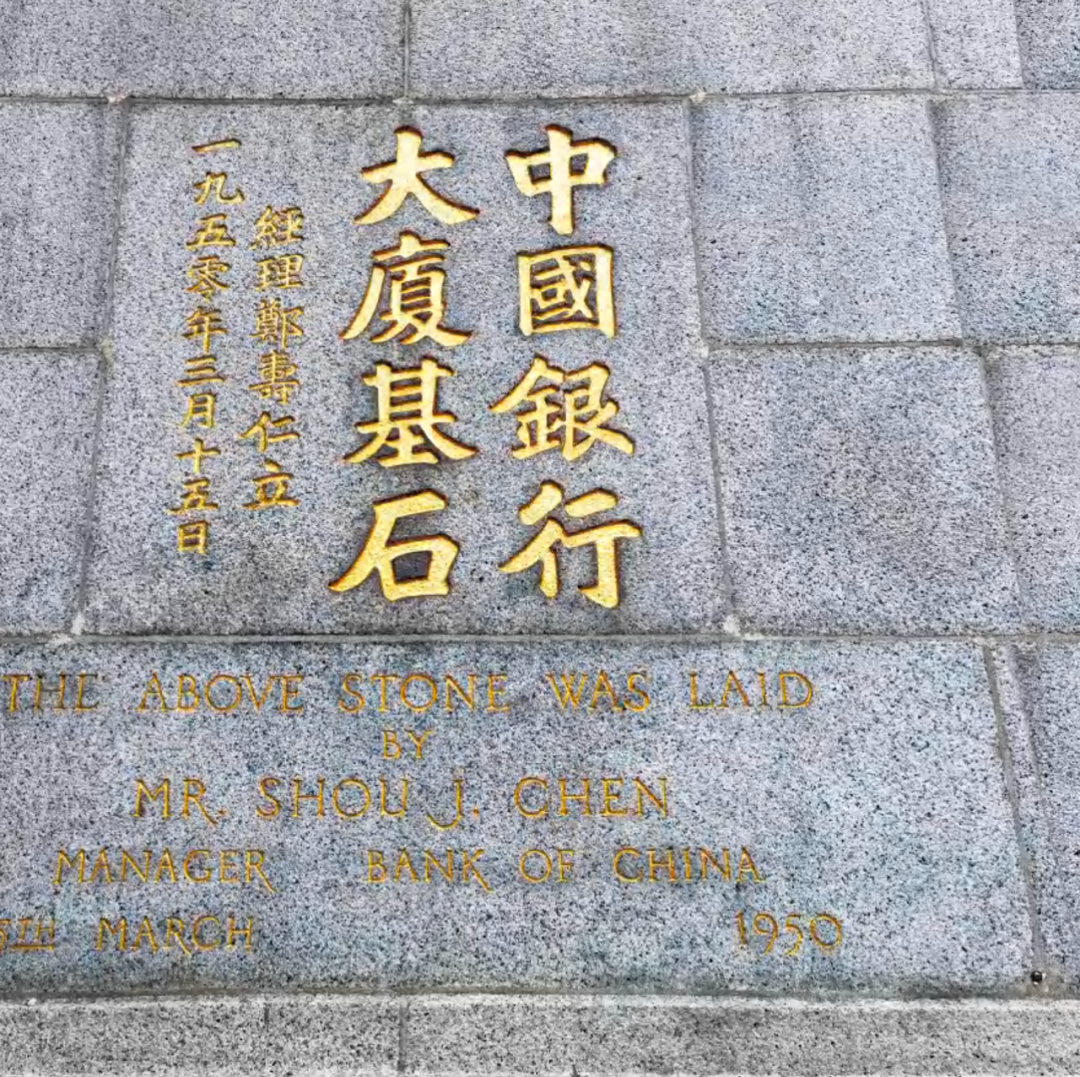 中國銀行
大廈基石
經理鄭壽仁立
一九五零年三月十五日
THE ABOVE STONE WAS LAID
BY
MR. SHOU J. CHEN
MANAGER BANK OF CHINA
5TH MARCH 1950